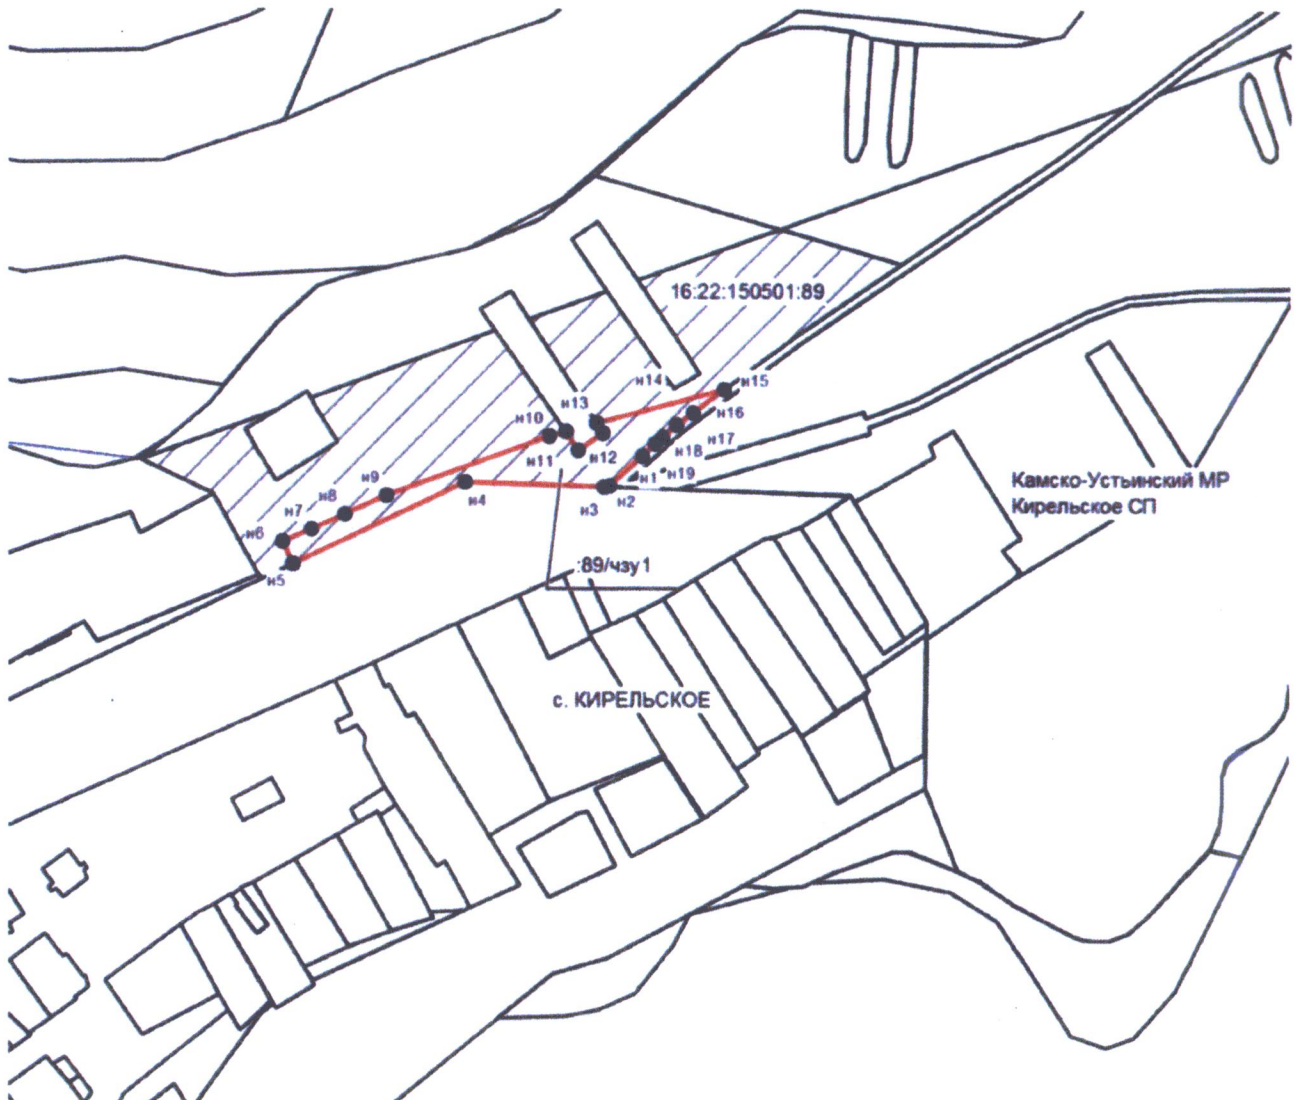 16:22:150501:89
н14
н15
н13
н16
н10
н17
н11
н12
н18
н9
н1
н19
н4
н8
н3
н2
н7
н6
н5
Камско-Устьинский МР
Кирельское СП
:89/чзу1
с. КИРЕЛЬСКОЕ